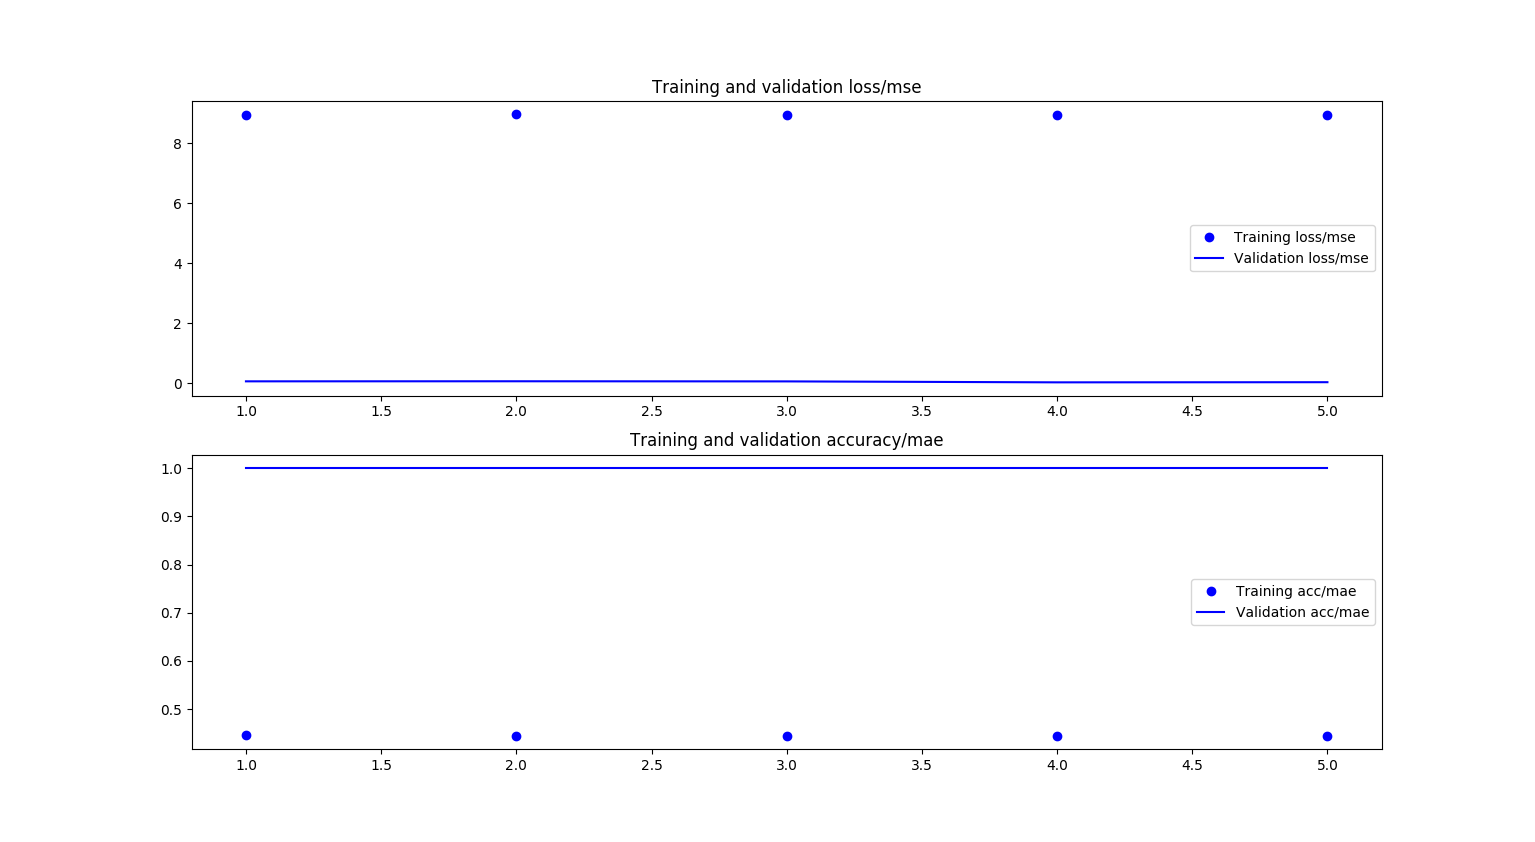 Training and validation loss/mse
8
6
4
2
0
Training loss/mse
Validation loss/mse
1.0 1.5 2.0 2.5 3.0 3.5 4.0 4.5 5.0
Training and validation accuracy/mae
1.0
0.9
0.8
0.7
0.6
0.5
Training acc/mae
Validation acc/mae
1.0 1.5 2.0 2.5 3.0 3.5 4.0 4.5 5.0